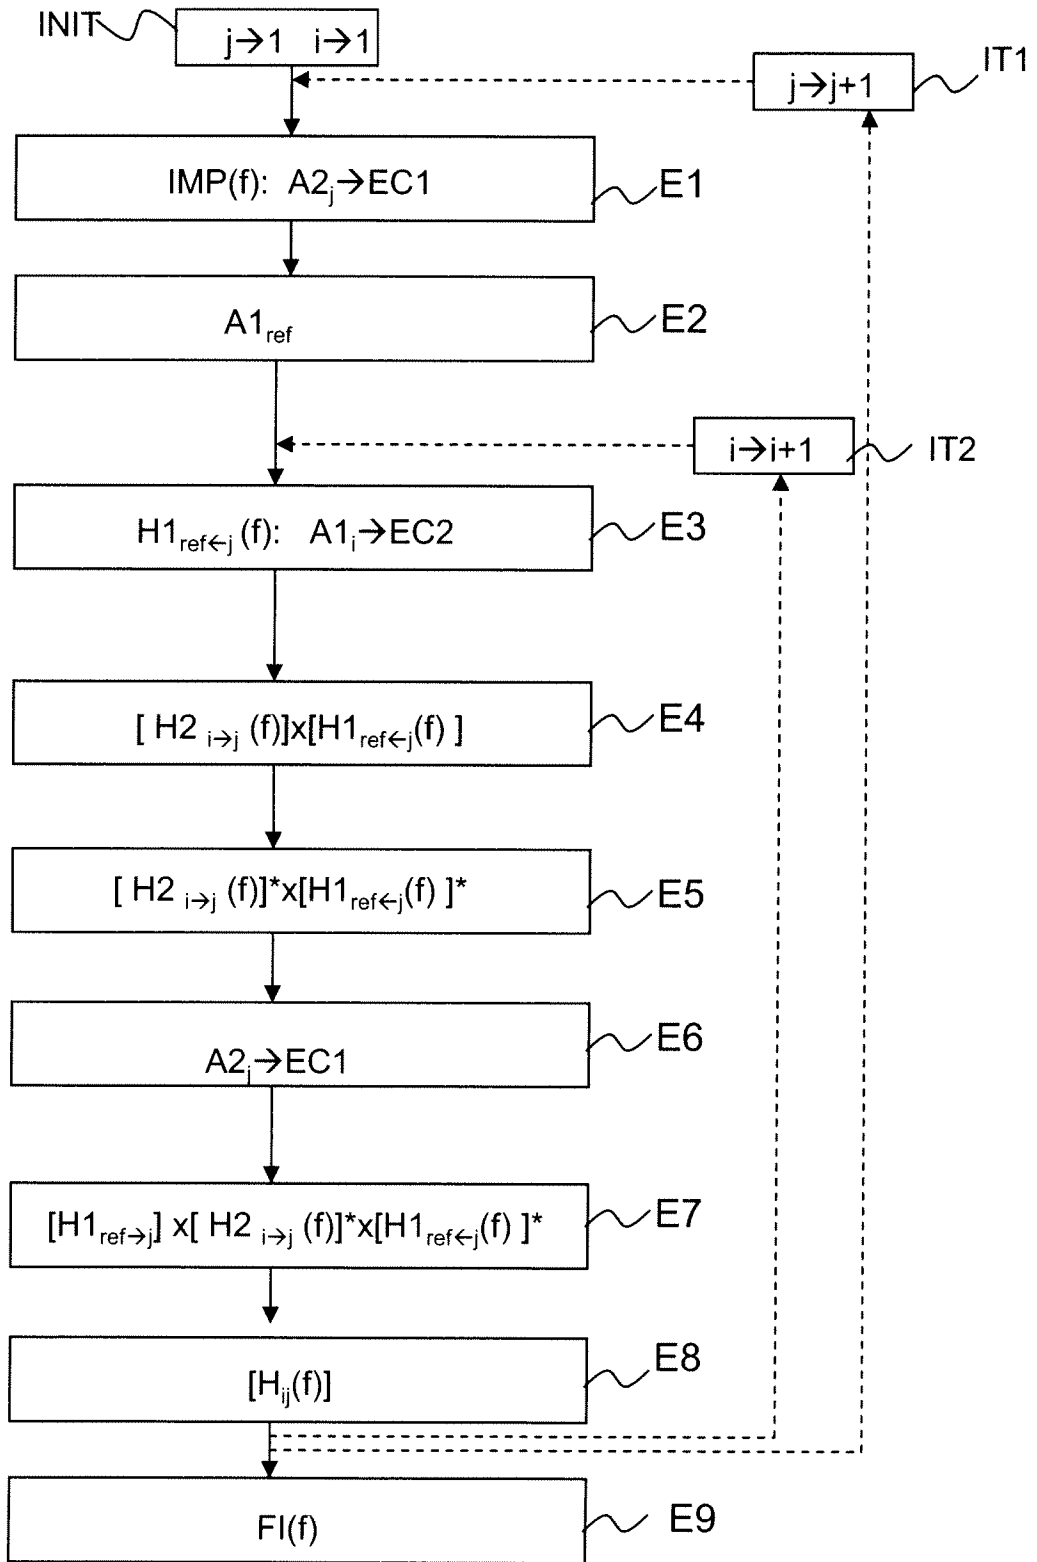 INIT
j→1 i→1
j→j+1
IT1
IMP(f): A2j→EC1
E1
A1ref
E2
i→i+1
IT2
H1ref←j (f): A1i→EC2
E3
[ H2 i→j (f)]x[H1ref←j(f) ]
E4
[ H2 i→j (f)]*x[H1ref←j(f) ]*
E5
A2j→EC1
E6
[H1ref→j] x[ H2 i→j (f)]*x[H1ref←j(f) ]*
E7
[Hij(f)]
E8
FI(f)
E9